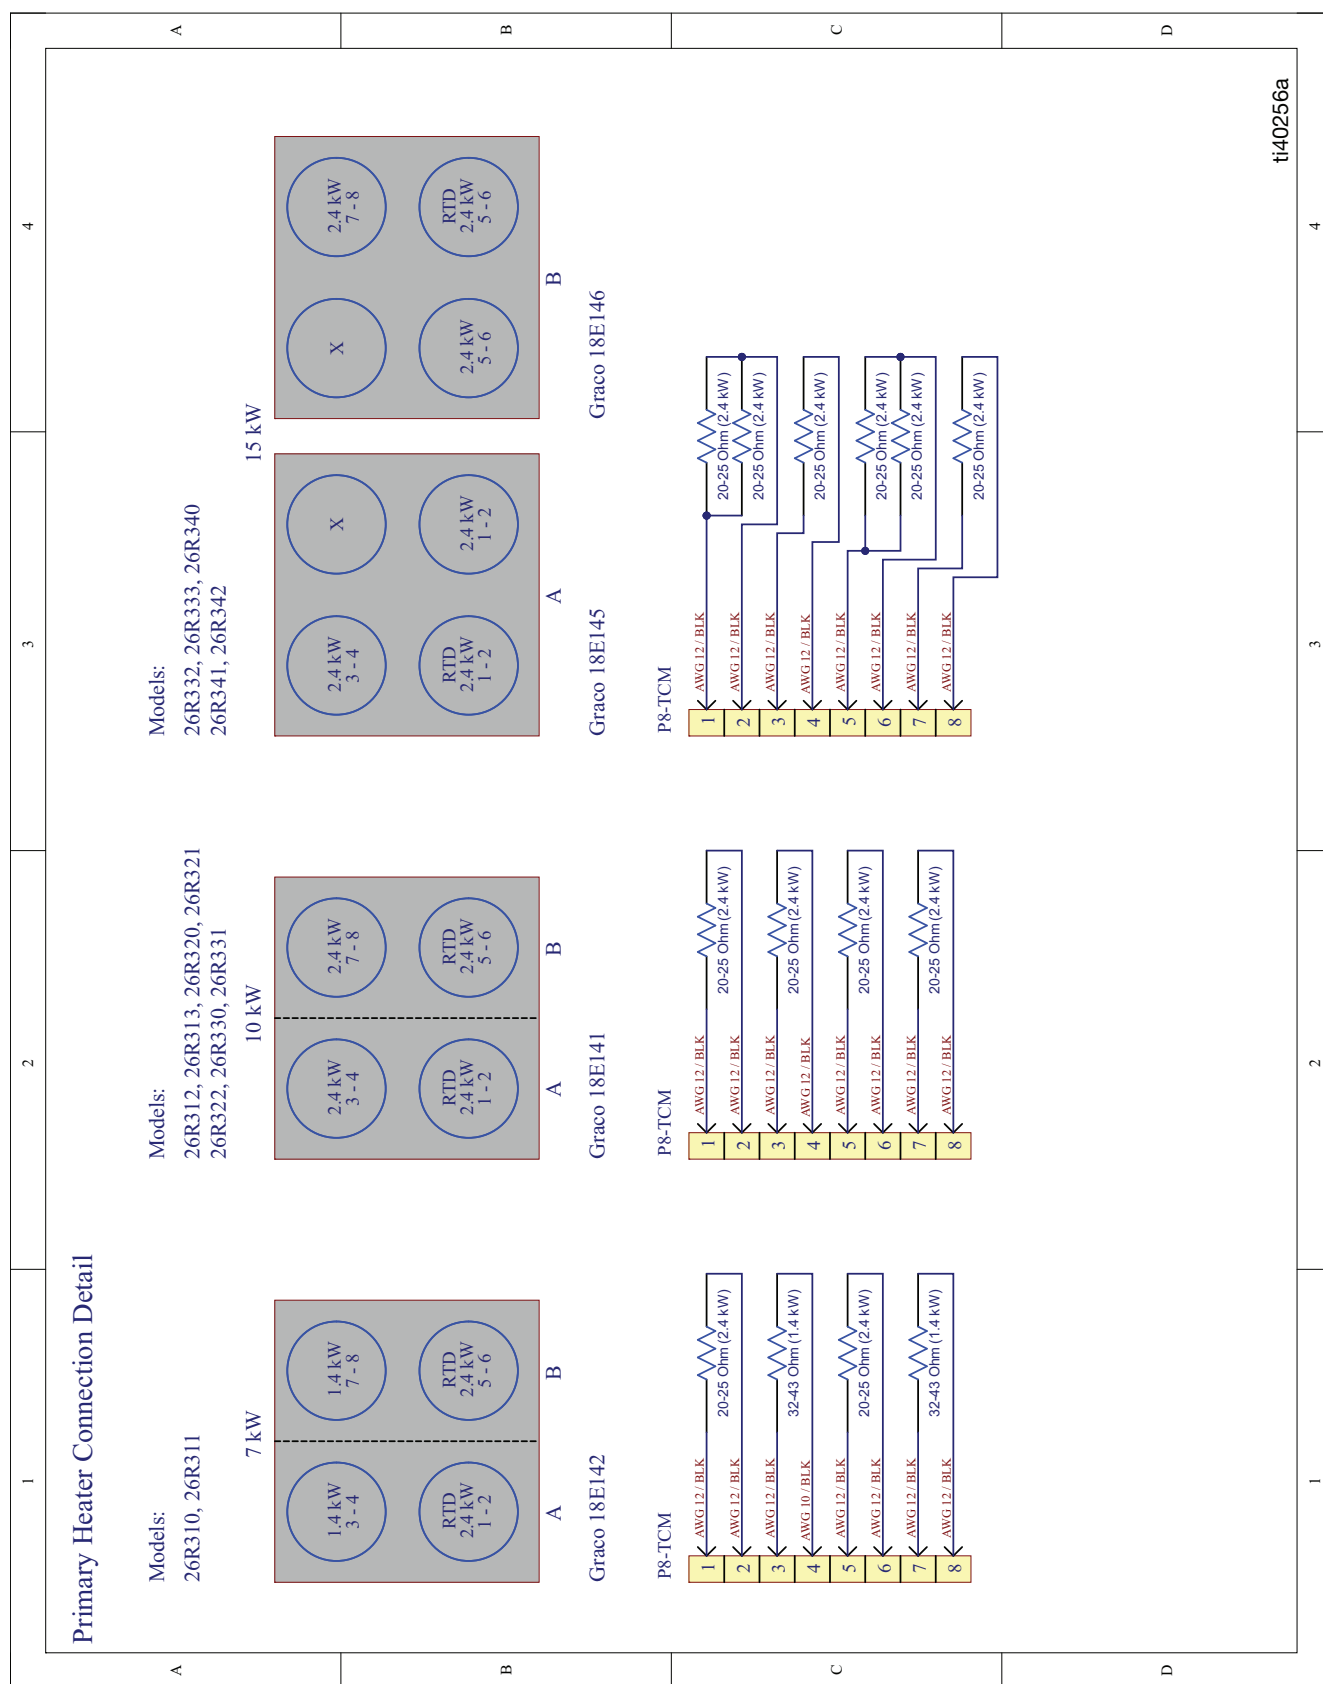 Primary Heater Connection Detail
Models:
26R310, 26R311
7 kW
1.4 kW
3 - 4
1.4 kW
7 - 8
RTD
2.4 kW
1 - 2
RTD
2.4 kW
5 - 6
A
B
Graco 18E142
P8-TCM
1
AWG 12 / BLK
20-25 Ohm (2.4 kW)
2
AWG 12 / BLK
3
AWG 12 / BLK
32-43 Ohm (1.4 kW)
4
AWG 10 / BLK
5
AWG 12 / BLK
20-25 Ohm (2.4 kW)
6
AWG 12 / BLK
7
AWG 12 / BLK
32-43 Ohm (1.4 kW)
8
AWG 12 / BLK
Models:
26R312, 26R313, 26R320, 26R321
26R322, 26R330, 26R331
10 kW
2.4 kW
3 - 4
2.4 kW
7 - 8
RTD
2.4 kW
1 - 2
RTD
2.4 kW
5 - 6
A
B
Graco 18E141
P8-TCM
1
AWG 12 / BLK
20-25 Ohm (2.4 kW)
2
AWG 12 / BLK
3
AWG 12 / BLK
20-25 Ohm (2.4 kW)
4
AWG 12 / BLK
5
AWG 12 / BLK
20-25 Ohm (2.4 kW)
6
AWG 12 / BLK
7
AWG 12 / BLK
20-25 Ohm (2.4 kW)
8
AWG 12 / BLK
Models:
26R332, 26R333, 26R340
26R341, 26R342
15 kW
2.4 kW
3 - 4
X
RTD
2.4 kW
1 - 2
2.4 kW
1 - 2
A
Graco 18E145
X
2.4 kW
7 - 8
2.4 kW
5 - 6
RTD
2.4 kW
5 - 6
B
Graco 18E146
P8-TCM
1
AWG 12 / BLK
20-25 Ohm (2.4 kW)
2
AWG 12 / BLK
20-25 Ohm (2.4 kW)
3
AWG 12 / BLK
4
AWG 12 / BLK
20-25 Ohm (2.4 kW)
5
AWG 12 / BLK
20-25 Ohm (2.4 kW)
6
AWG 12 / BLK
20-25 Ohm (2.4 kW)
7
AWG 12 / BLK
8
AWG 12 / BLK
20-25 Ohm (2.4 kW)
ti40256a
1
2
3
4
1
2
3
4
A
B
C
D
A
B
C
D